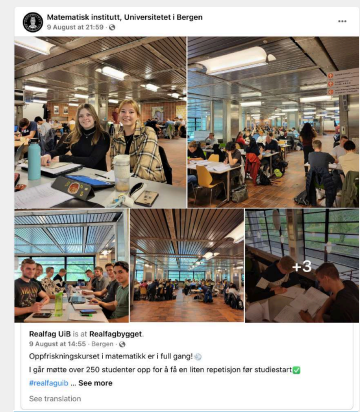 Matematisk institutt, Universitetet i Bergen
9 August at 21:59 ·
+3
Realfag UiB is at Realfagbygget.
9 August at 14:55 · Bergen ·
Oppfriskningskurset i matematikk er i full gang!
I går møtte over 250 studenter opp for å få en liten repetisjon før studiestart✅
#realfaguib ... See more
See translation